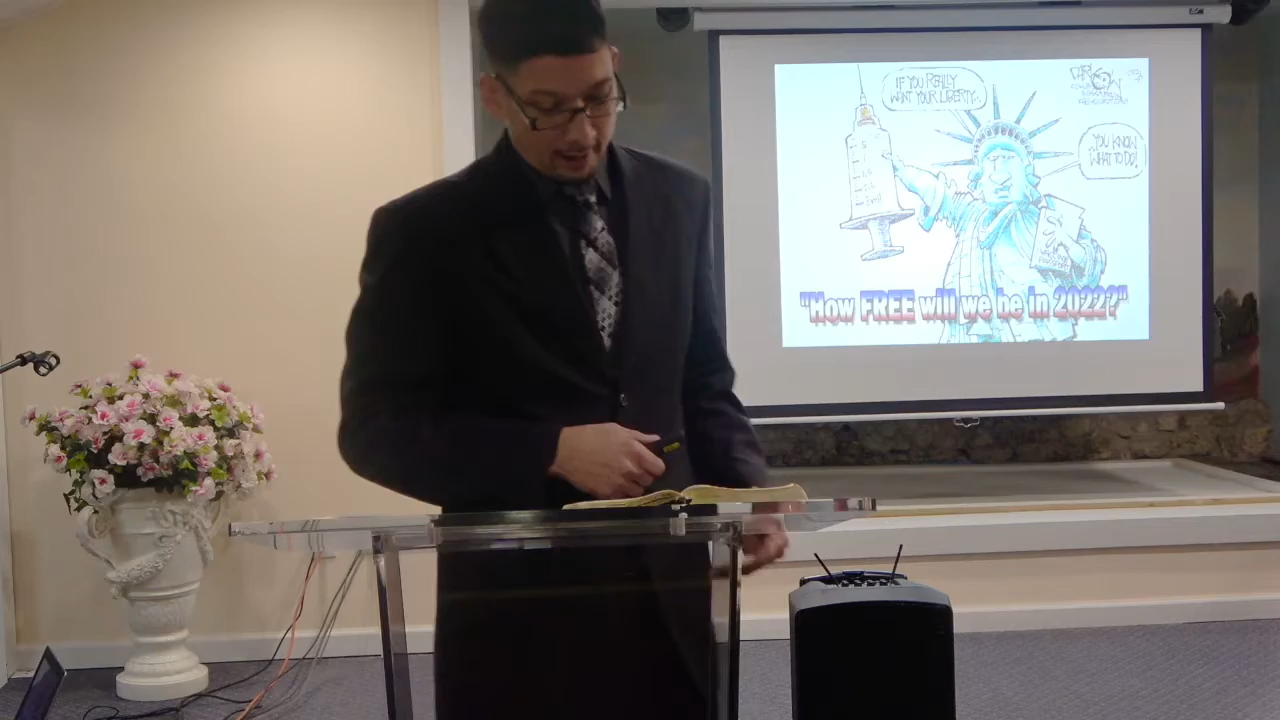 IF YOU REALLY
WANT YOUR LIBERTY...
...YOU KNOW
WHAT TO DO!
"How FREE will we be in 2022?"